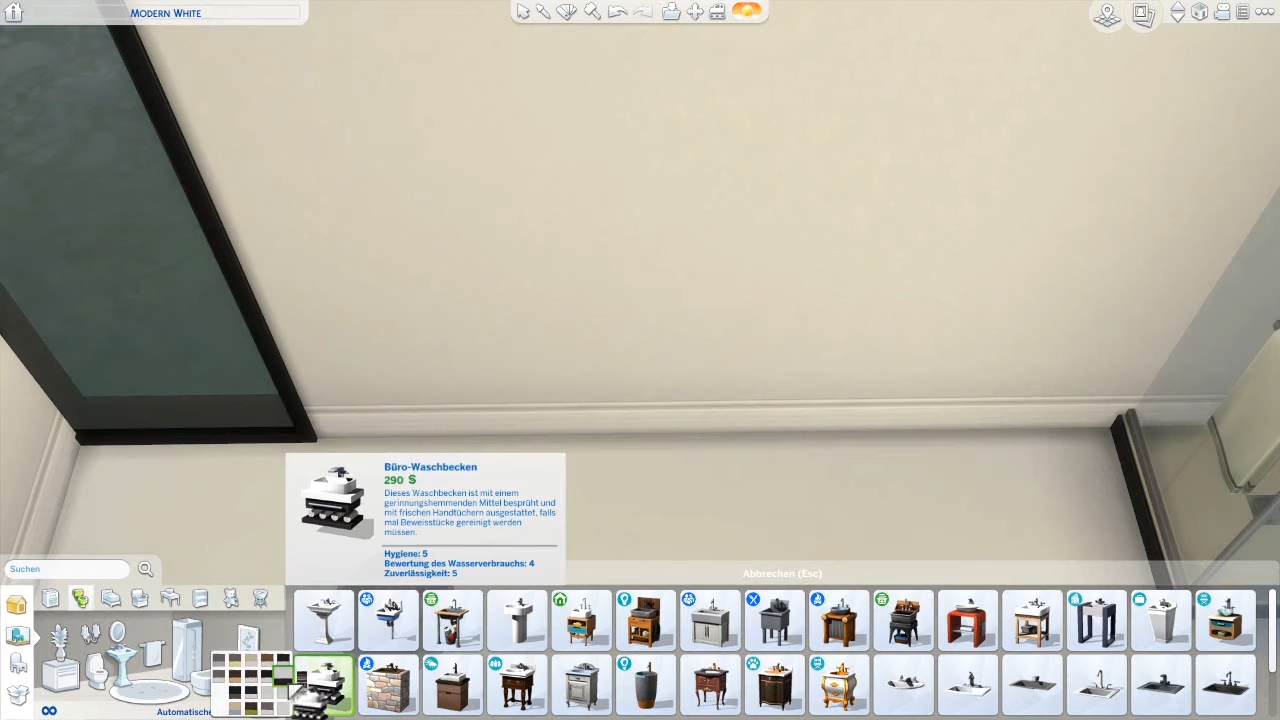 MODERN WHITE
Büro-Waschbecken
290 $
Dieses Waschbecken ist mit einem
gerinnungshemmenden Mittel besprüht und
mit frischen Handtüchern ausgestattet, falls
mal Beweisstücke gereinigt werden
müssen.
Hygiene: 5
Bewertung des Wasserverbrauchs: 4
Zuverlässigkeit: 5
Suchen
Abbrechen (Esc)
Automatische